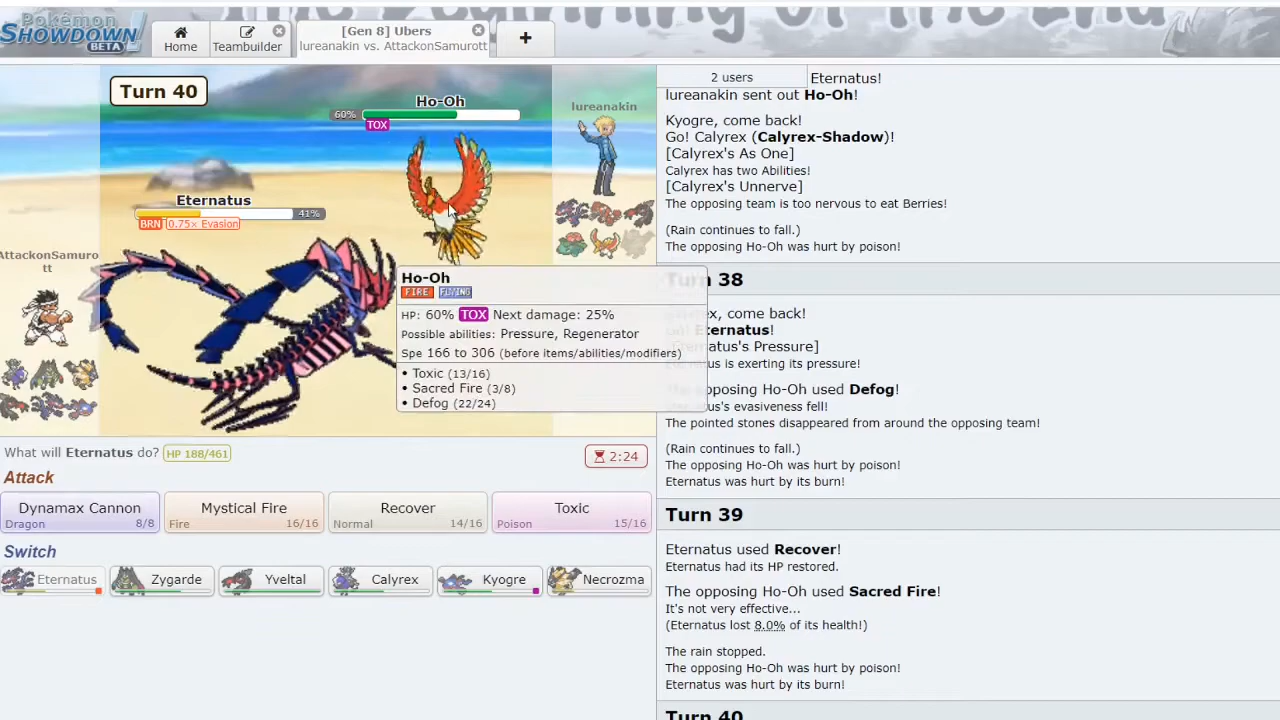 The Beginning of The End
Pokémon
SHOWDOWN
BETA
Home
Teambuilder
[Gen 8] Ubers
lureanakin vs. AttackonSamurott
+
Turn 40
Ho-Oh
60%
TOX
Eternatus
41%
BRN 0.75× Evasion
lureanakin
AttackonSamuro
tt
Ho-Oh
FIRE FLYING
HP: 60% TOX Next damage: 25%
Possible abilities: Pressure, Regenerator
Spe 166 to 306 (before items/abilities/modifiers)
• Toxic (13/16)
• Sacred Fire (3/8)
• Defog (22/24)
What will Eternatus do? HP 188/461
2:24
Attack
Dynamax Cannon
Dragon 8/8
Mystical Fire
Fire 16/16
Recover
Normal 14/16
Toxic
Poison 15/16
Switch
Eternatus
Zygarde
Yveltal
Calyrex
Kyogre
Necrozma
2 users
Eternatus!
lureanakin sent out Ho-Oh!
Kyogre, come back!
Go! Calyrex (Calyrex-Shadow)!
[Calyrex's As One]
Calyrex has two Abilities!
[Calyrex's Unnerve]
The opposing team is too nervous to eat Berries!
(Rain continues to fall.)
The opposing Ho-Oh was hurt by poison!
Turn 38
x, come back!
Eternatus!
Eternatus's Pressure]
is exerting its pressure!
opposing Ho-Oh used Defog!
's evasiveness fell!
The pointed stones disappeared from around the opposing team!
(Rain continues to fall.)
The opposing Ho-Oh was hurt by poison!
Eternatus was hurt by its burn!
Turn 39
Eternatus used Recover!
Eternatus had its HP restored.
The opposing Ho-Oh used Sacred Fire!
It's not very effective...
(Eternatus lost 8.0% of its health!)
The rain stopped.
The opposing Ho-Oh was hurt by poison!
Eternatus was hurt by its burn!
Turn 40